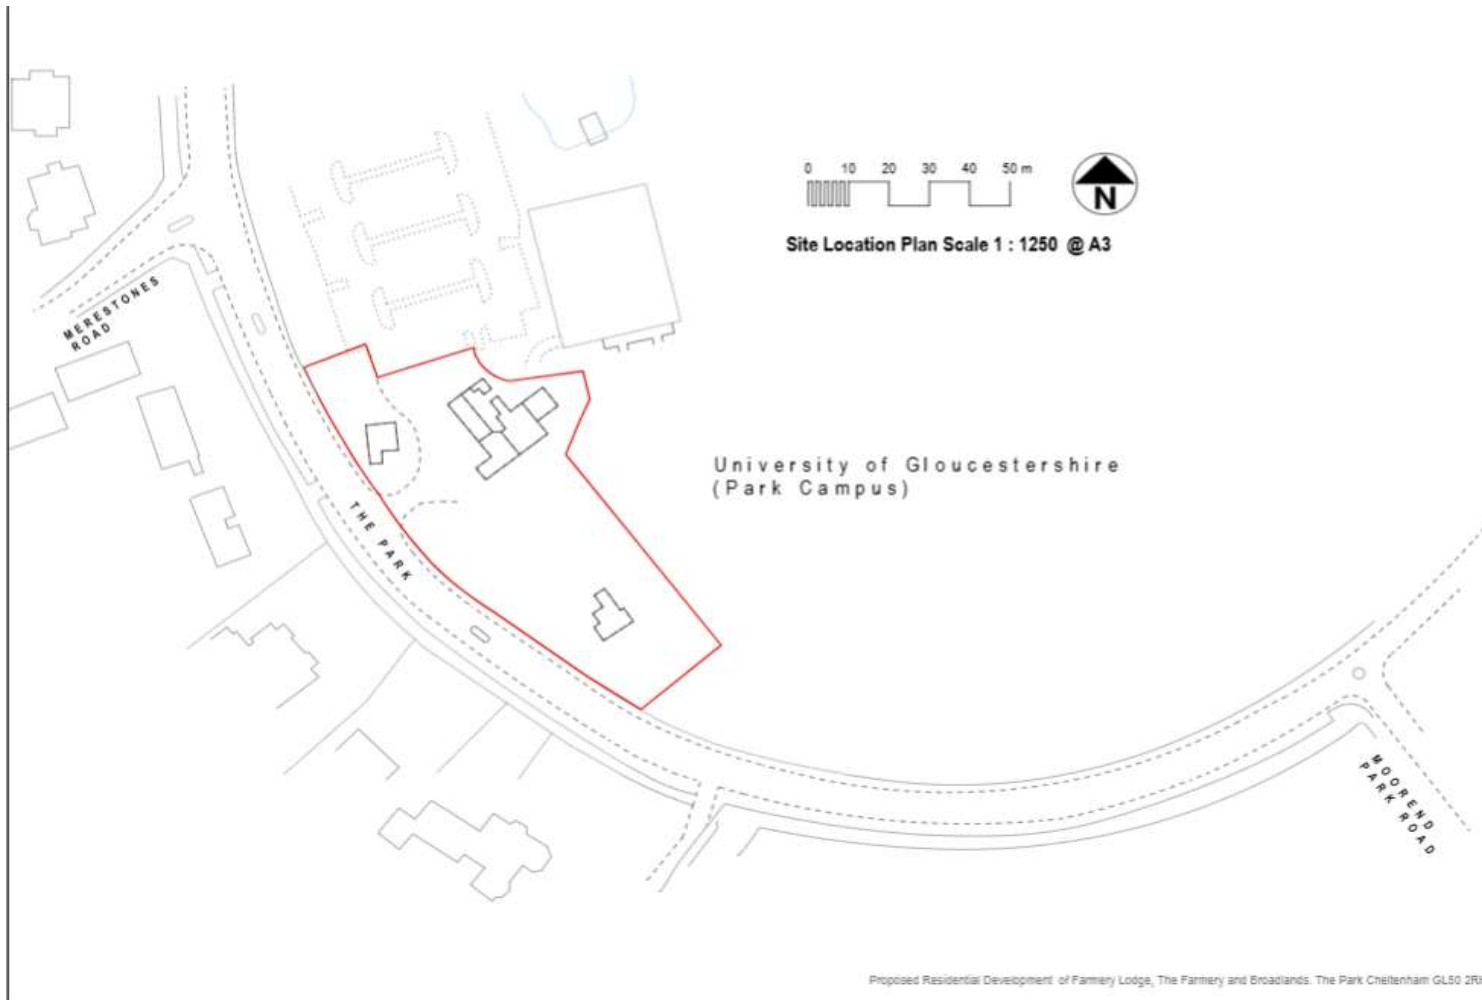 0 10 20 30 40 50 m
N
Site Location Plan Scale 1 : 1250 @ A3
MERESTONES
ROAD
University of Gloucestershire
(Park Campus)
THE PARK
MOOREND
PARK ROAD
Proposed Residential Development of Farmery Lodge, The Farmery and Broadlands. The Park Cheltenham GL50